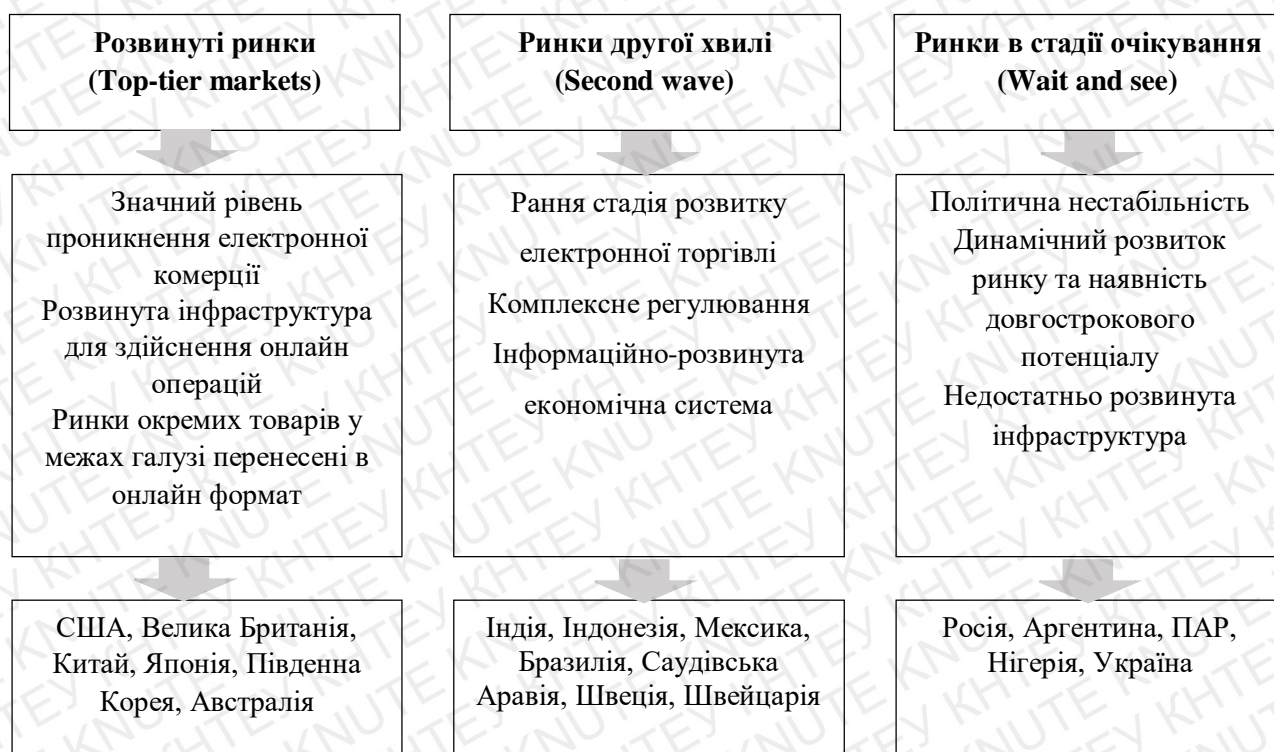 Розвинуті ринки
(Top-tier markets)
Значний рівень
проникнення електронної
комерції
Розвинута інфраструктура
для здійснення онлайн
операцій
Ринки окремих товарів у
межах галузі перенесені в
онлайн формат
США, Велика Британія,
Китай, Японія, Південна
Корея, Австралія
Ринки другої хвилі
(Second wave)
Рання стадія розвитку
електронної торгівлі
Комплексне регулювання
Інформаційно-розвинута
економічна система
Індія, Індонезія, Мексика,
Бразилія, Саудівська
Аравія, Швеція, Швейцарія
Ринки в стадії очікування
(Wait and see)
Політична нестабільність
Динамічний розвиток
ринку та наявність
довгострокового
потенціалу
Недостатньо розвинута
інфраструктура
Росія, Аргентина, ПАР,
Нігерія, Україна